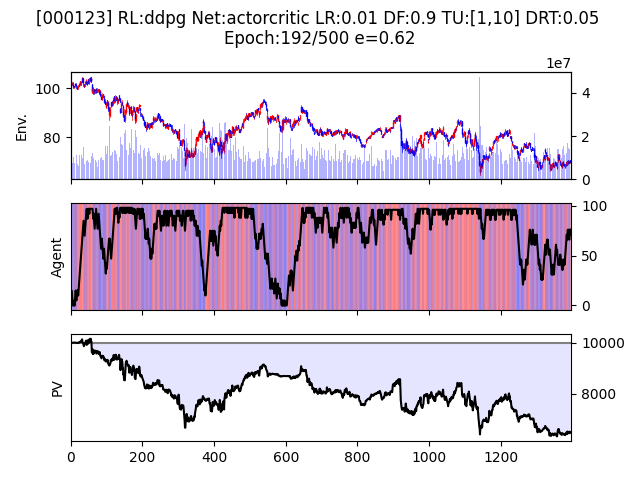 [000123] RL:ddpg Net:actorcritic LR:0.01 DF:0.9 TU:[1,10] DRT:0.05
Epoch:192/500 e=0.62
1e7
Env.
100
80
4
2
0
Agent
100
50
0
PV
10000
8000
0 200 400 600 800 1000 1200